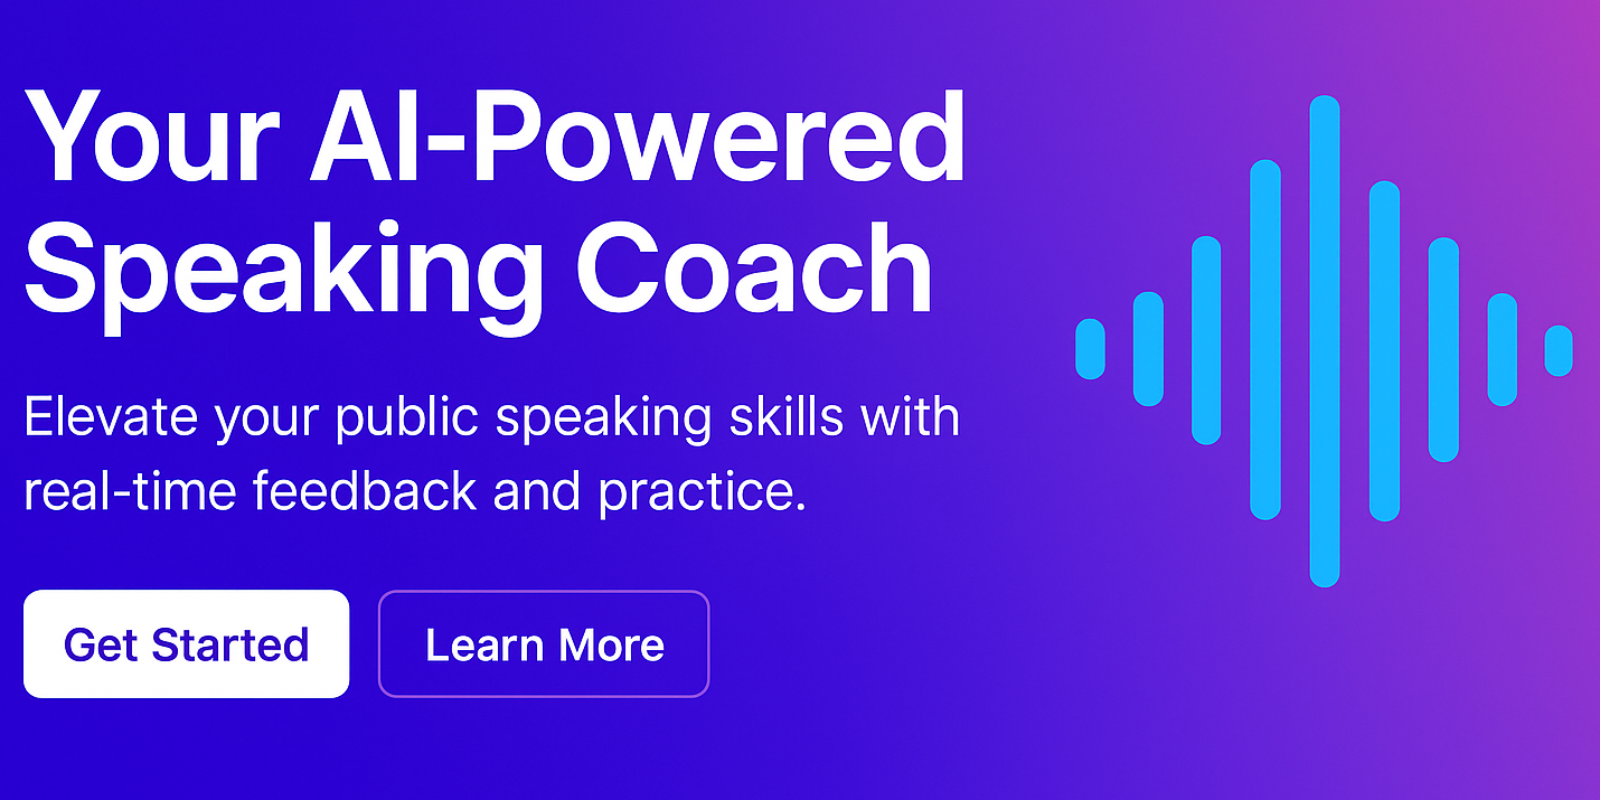 Your AI-Powered
Speaking Coach
Elevate your public speaking skills with
real-time feedback and practice.
Get Started
Learn More